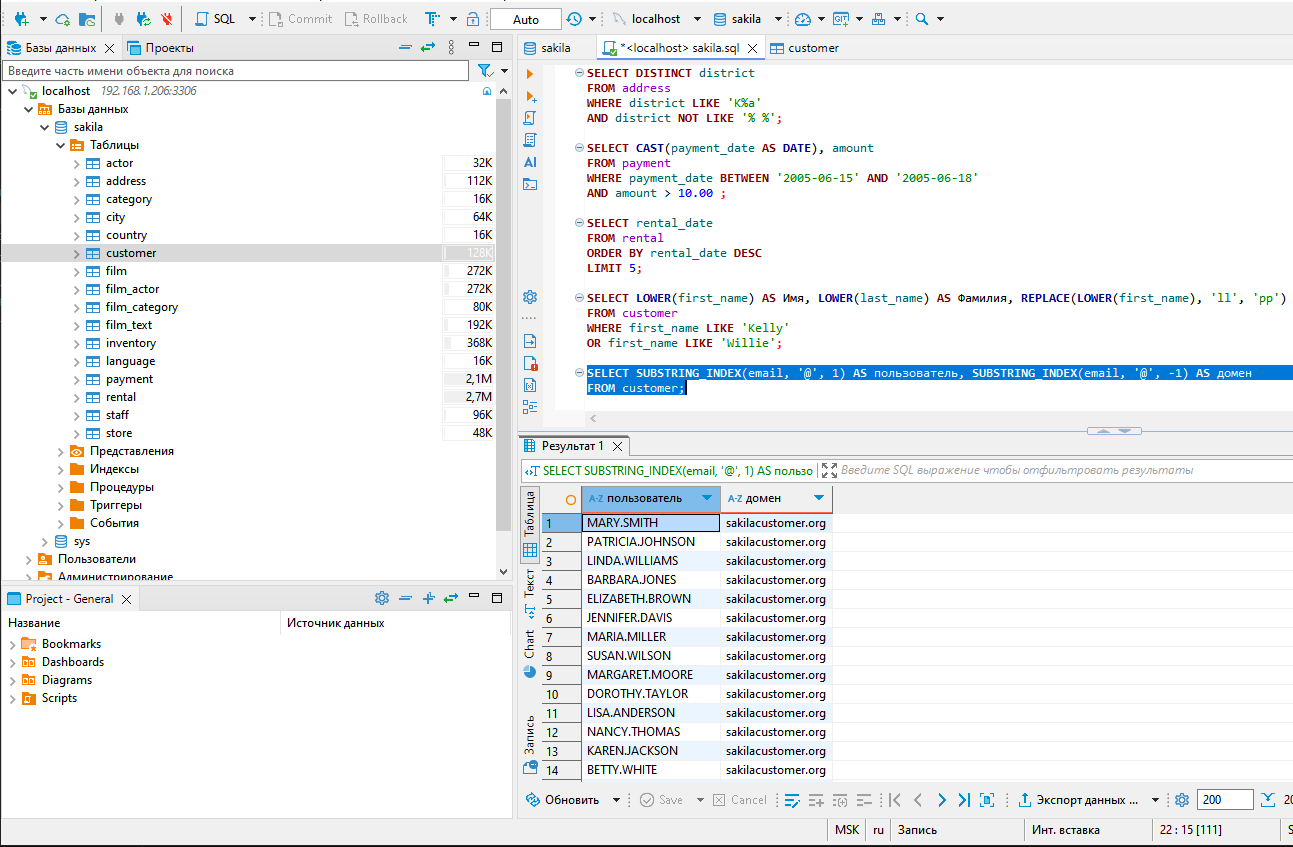 SQL Commit Rollback Auto localhost sakila GIT
Базы данных Проекты
Введите часть имени объекта для поиска
localhost 192.168.1.206:3306
Базы данных
sakila
Таблицы
actor 32K
address 112K
category 16K
city 64K
country 16K
customer 128K
film 272K
film_actor 272K
film_category 80K
film_text 192K
inventory 368K
language 16K
payment 2,1M
rental 2,7M
staff 96K
store 48K
Представления
Индексы
Процедуры
Триггеры
События
sys
Пользователи
Администрирование
Project - General
Название Источник данных
Bookmarks
Dashboards
Diagrams
Scripts
sakila *<localhost> sakila.sql customer
AI
SELECT DISTINCT district
FROM address
WHERE district LIKE 'K%a'
AND district NOT LIKE '% %';
SELECT CAST(payment_date AS DATE), amount
FROM payment
WHERE payment_date BETWEEN '2005-06-15' AND '2005-06-18'
AND amount > 10.00 ;
SELECT rental_date
FROM rental
ORDER BY rental_date DESC
LIMIT 5;
SELECT LOWER(first_name) AS Имя, LOWER(last_name) AS Фамилия, REPLACE(LOWER(first_name), 'll', 'pp')
FROM customer
WHERE first_name LIKE 'Kelly'
OR first_name LIKE 'Willie';
SELECT SUBSTRING_INDEX(email, '@', 1) AS пользователь, SUBSTRING_INDEX(email, '@', -1) AS домен
FROM customer;
Результат 1
SELECT SUBSTRING_INDEX(email, '@', 1) AS пользо Введите SQL выражение чтобы отфильтровать результаты
Таблица
Текст
Chart
Запись
A-Z пользователь A-Z домен
1 MARY.SMITH sakilacustomer.org
2 PATRICIA.JOHNSON sakilacustomer.org
3 LINDA.WILLIAMS sakilacustomer.org
4 BARBARA.JONES sakilacustomer.org
5 ELIZABETH.BROWN sakilacustomer.org
6 JENNIFER.DAVIS sakilacustomer.org
7 MARIA.MILLER sakilacustomer.org
8 SUSAN.WILSON sakilacustomer.org
9 MARGARET.MOORE sakilacustomer.org
10 DOROTHY.TAYLOR sakilacustomer.org
11 LISA.ANDERSON sakilacustomer.org
12 NANCY.THOMAS sakilacustomer.org
13 KAREN.JACKSON sakilacustomer.org
14 BETTY.WHITE sakilacustomer.org
Обновить Save Cancel Экспорт данных ... 200 20
MSK ru Запись Инт. вставка 22 : 15 [111]